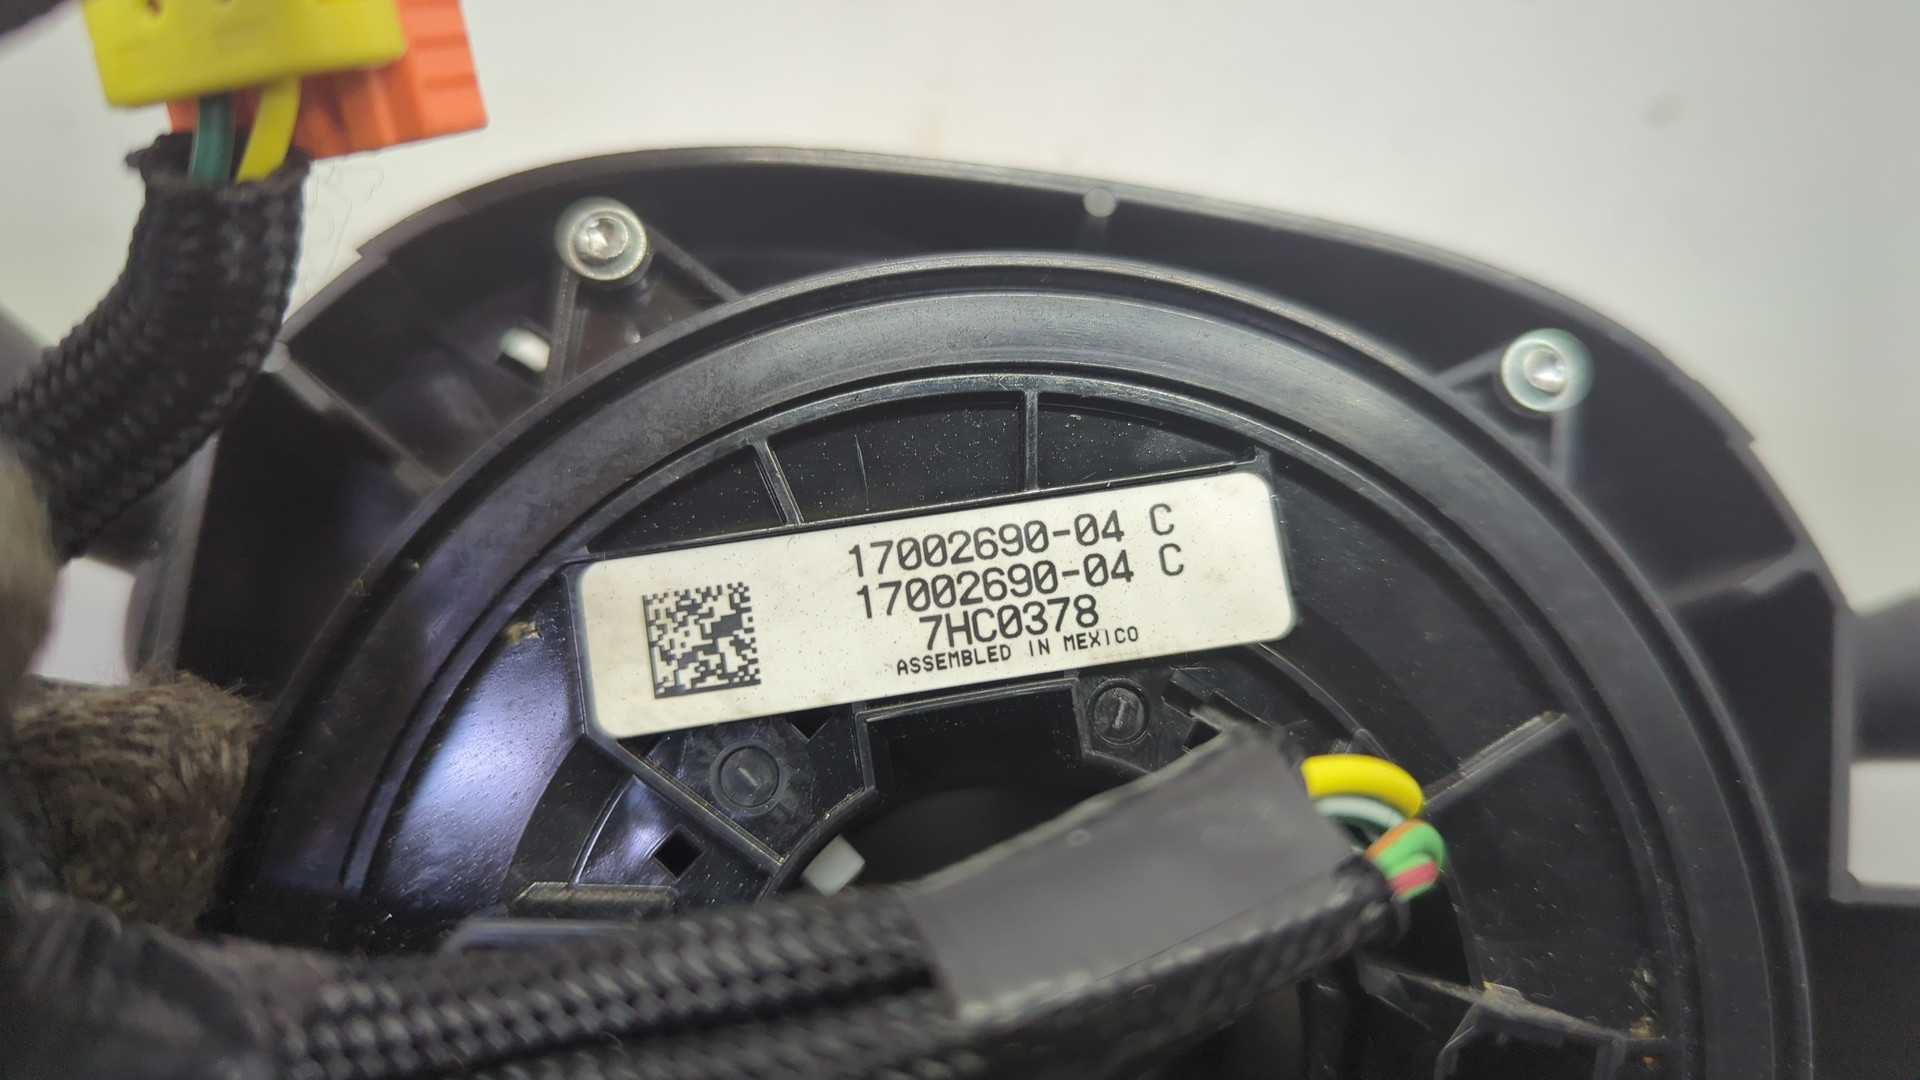 17002690-04 C
17002690-04 C
7HC0378
ASSEMBLED IN MEXICO